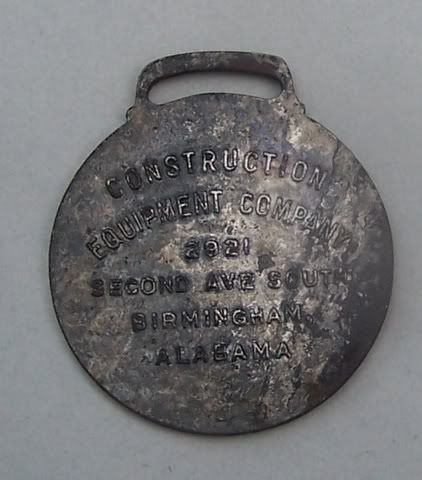 CONSTRUCTION
EQUIPMENT COMPANY
2921
SECOND AVE SOUTH
BIRMINGHAM
ALABAMA